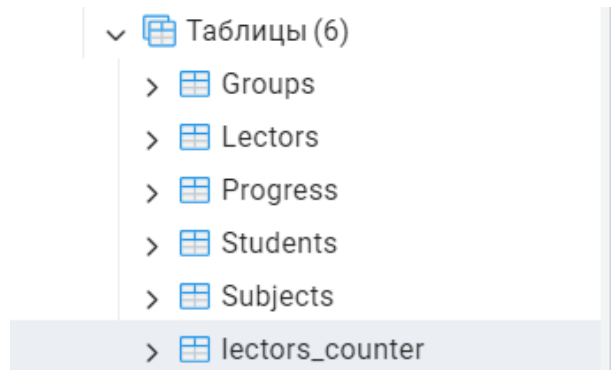 Таблицы (6)
Groups
Lectors
Progress
Students
Subjects
lectors_counter